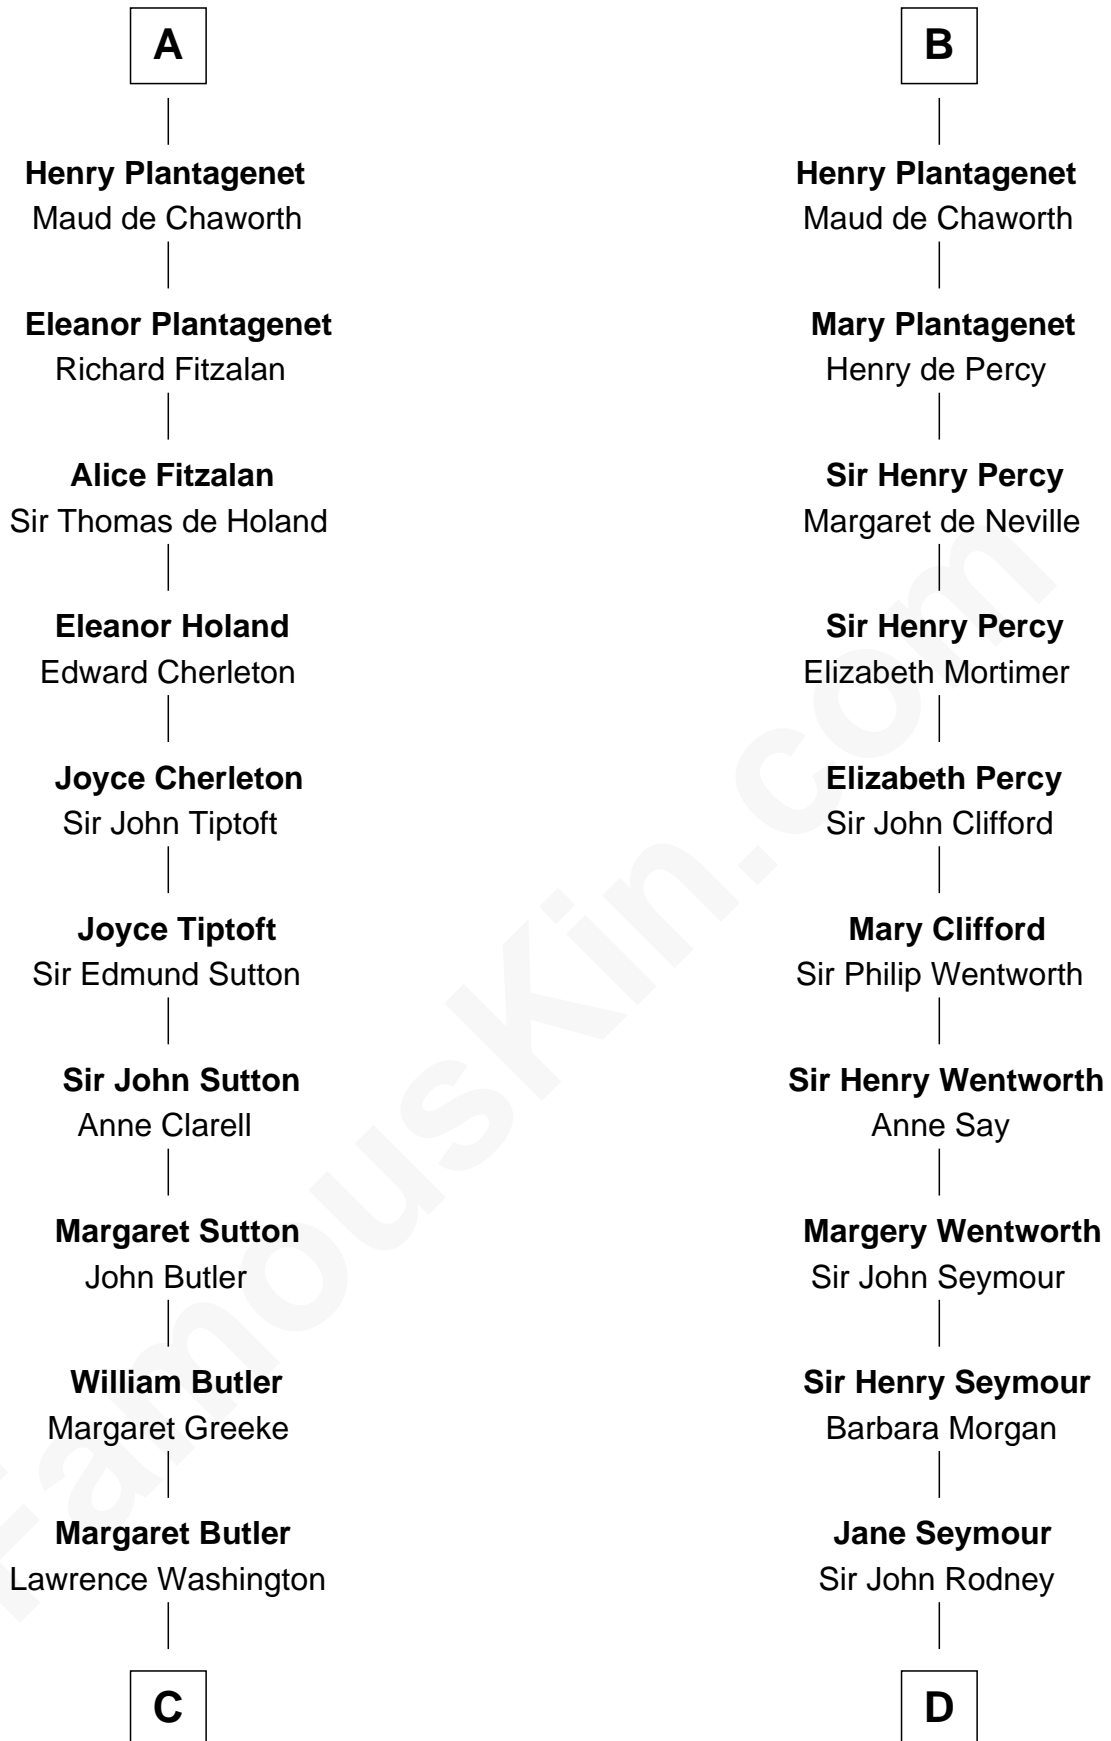 A
Henry Plantagenet
Maud de Chaworth
Eleanor Plantagenet
Richard Fitzalan
Alice Fitzalan
Sir Thomas de Holand
Eleanor Holand
Edward Cherleton
Joyce Cherleton
Sir John Tiptoft
Joyce Tiptoft
Sir Edmund Sutton
Sir John Sutton
Anne Clarell
Margaret Sutton
John Butler
William Butler
Margaret Greeke
Margaret Butler
Lawrence Washington
C
B
Henry Plantagenet
Maud de Chaworth
Mary Plantagenet
Henry de Percy
Sir Henry Percy
Margaret de Neville
Sir Henry Percy
Elizabeth Mortimer
Elizabeth Percy
Sir John Clifford
Mary Clifford
Sir Philip Wentworth
Sir Henry Wentworth
Anne Say
Margery Wentworth
Sir John Seymour
Sir Henry Seymour
Barbara Morgan
Jane Seymour
Sir John Rodney
D
FamousKin.com